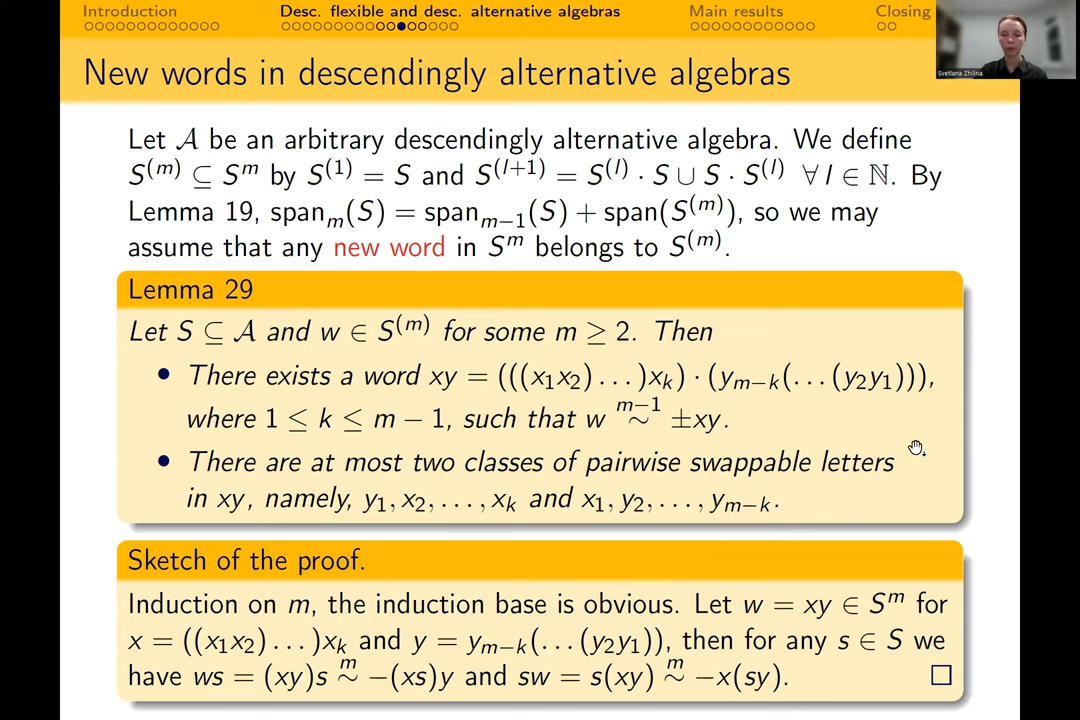 Introduction Desc. flexible and desc. alternative algebras Main results Closing
New words in descendingly alternative algebras
Svetlana Zhilina
Let 𝒜 be an arbitrary descendingly alternative algebra. We define
S^(m) ⊆ S^m by S^(1) = S and S^(l+1) = S^(l) · S ∪ S · S^(l) ∀ l ∈ ℕ. By
Lemma 19, span_m(S) = span_{m−1}(S) + span(S^(m)), so we may
assume that any new word in S^m belongs to S^(m).
Lemma 29
Let S ⊆ 𝒜 and w ∈ S^(m) for some m ≥ 2. Then
• There exists a word xy = (((x₁x₂) . . . )x_k) · (y_{m−k}(. . . (y₂y₁))),
where 1 ≤ k ≤ m − 1, such that w ∼^{m−1} ±xy.
• There are at most two classes of pairwise swappable letters
in xy, namely, y₁, x₂, . . . , x_k and x₁, y₂, . . . , y_{m−k}.
Sketch of the proof.
Induction on m, the induction base is obvious. Let w = xy ∈ S^m for
x = ((x₁x₂) . . . )x_k and y = y_{m−k}(. . . (y₂y₁)), then for any s ∈ S we
have ws = (xy)s ∼^m −(xs)y and sw = s(xy) ∼^m −x(sy). □